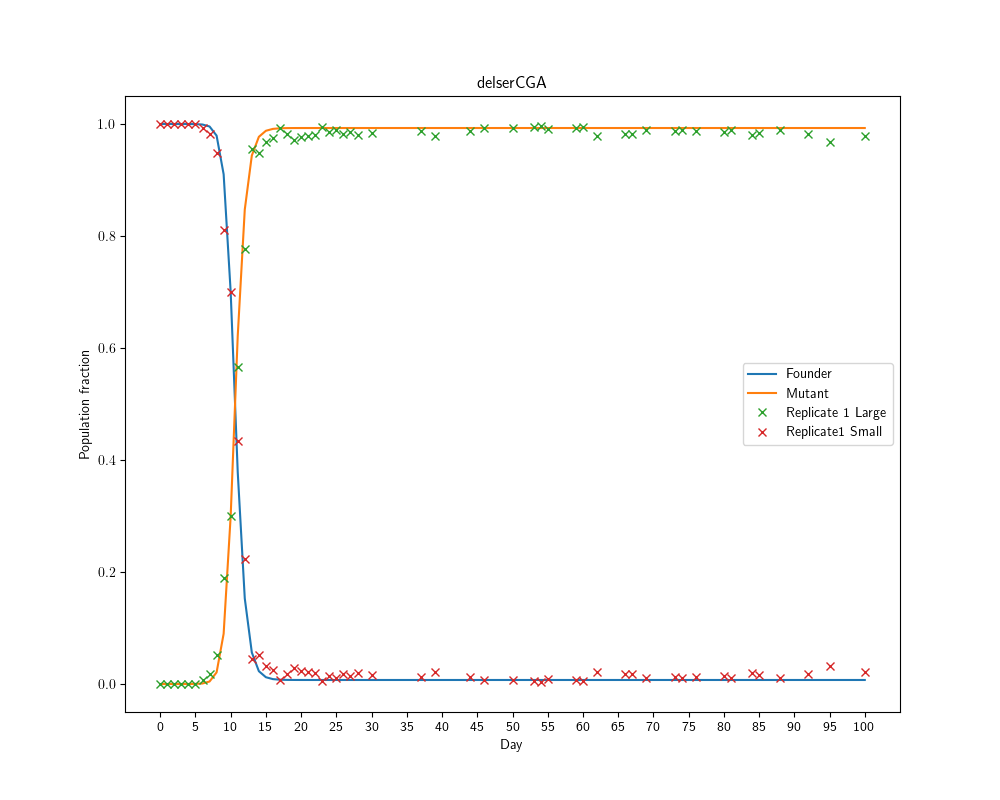 delserCGA
1.0
0.8
0.6
0.4
0.2
0.0
Population fraction
Founder
Mutant
Replicate 1 Large
Replicate1 Small
0 5 10 15 20 25 30 35 40 45 50 55 60 65 70 75 80 85 90 95 100
Day